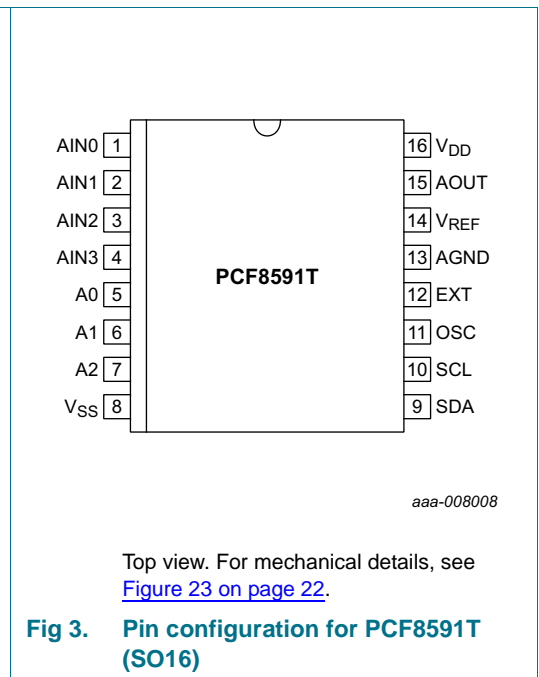 AIN0 1 16 VDD
AIN1 2 15 AOUT
AIN2 3 14 VREF
AIN3 4 13 AGND
PCF8591T
A0 5 12 EXT
A1 6 11 OSC
A2 7 10 SCL
VSS 8 9 SDA
aaa-008008
Top view. For mechanical details, see
Figure 23 on page 22.
Fig 3. Pin configuration for PCF8591T
(SO16)